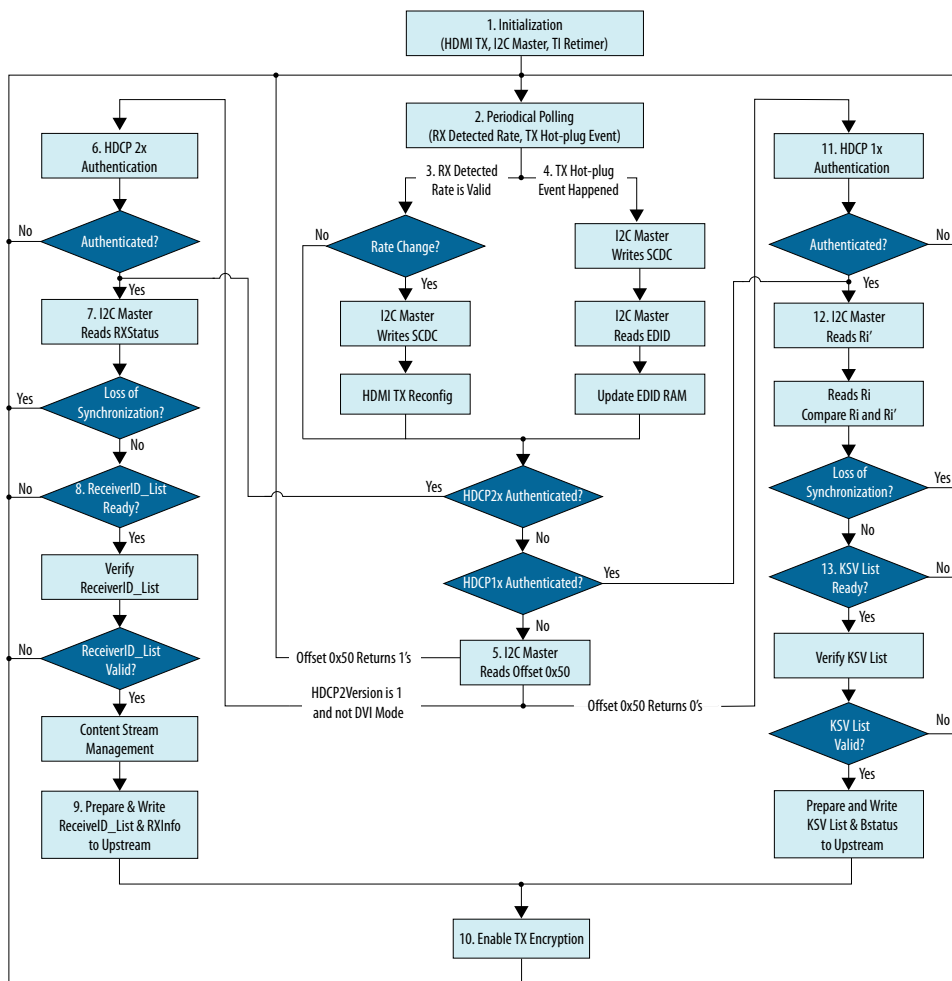 1. Initialization
(HDMI TX, I2C Master, TI Retimer)
2. Periodical Polling
(RX Detected Rate, TX Hot-plug Event)
3. RX Detected
Rate is Valid
4. TX Hot-plug
Event Happened
6. HDCP 2x
Authentication
Authenticated?
No
Yes
7. I2C Master
Reads RXStatus
Loss of
Synchronization?
Yes
No
8. ReceiverID_List
Ready?
No
Yes
Verify
ReceiverID_List
ReceiverID_List
Valid?
No
Yes
Content Stream
Management
9. Prepare & Write
ReceiveID_List & RXInfo
to Upstream
Rate Change?
No
Yes
I2C Master
Writes SCDC
HDMI TX Reconfig
I2C Master
Writes SCDC
I2C Master
Reads EDID
Update EDID RAM
HDCP2x Authenticated?
Yes
No
HDCP1x Authenticated?
Yes
No
5. I2C Master
Reads Offset 0x50
Offset 0x50 Returns 1's
HDCP2Version is 1
and not DVI Mode
Offset 0x50 Returns 0's
11. HDCP 1x
Authentication
Authenticated?
No
Yes
12. I2C Master
Reads Ri'
Reads Ri
Compare Ri and Ri'
Loss of
Synchronization?
Yes
No
13. KSV List
Ready?
No
Yes
Verify KSV List
KSV List
Valid?
No
Yes
Prepare and Write
KSV List & Bstatus
to Upstream
10. Enable TX Encryption